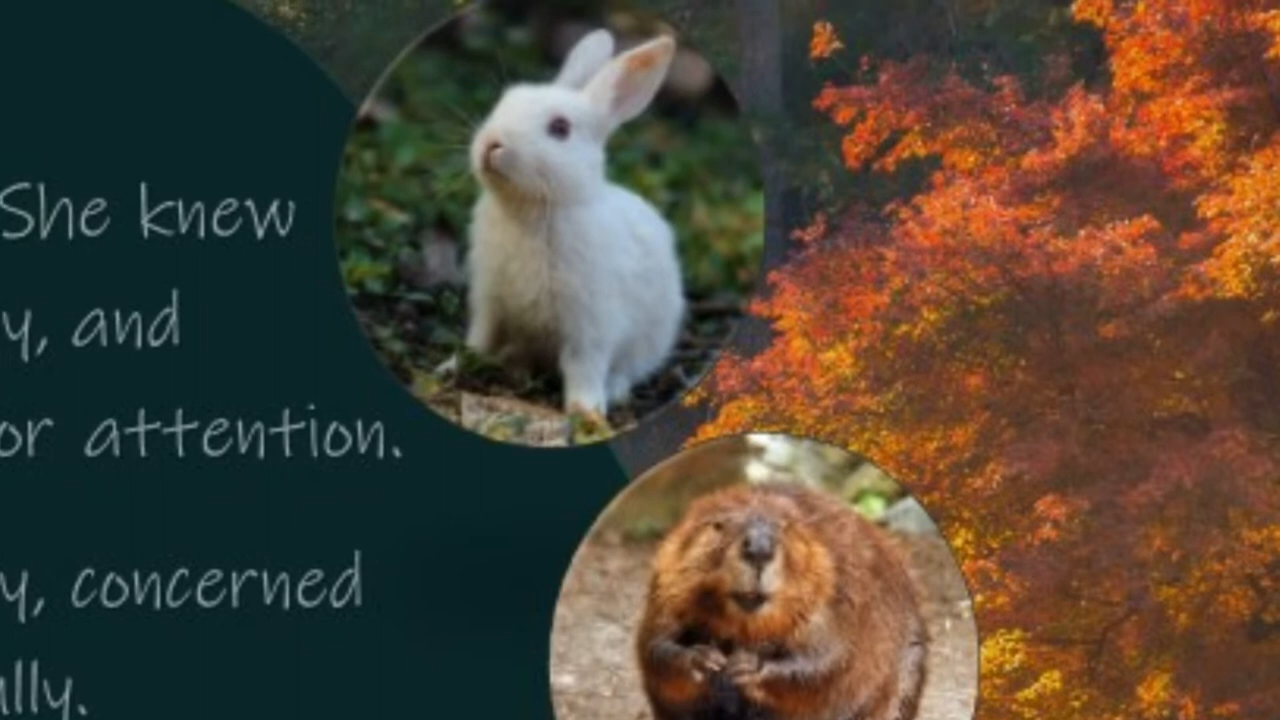 She knew
y, and
or attention.
y, concerned
lly.